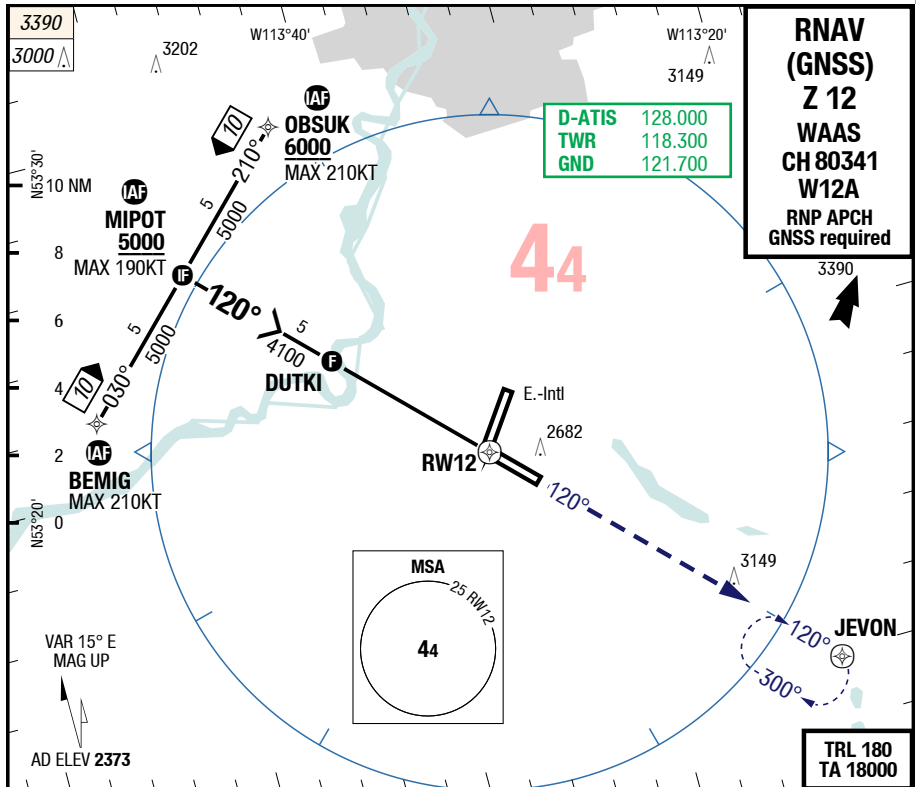 3390
3000
3202
W113°40'
W113°20'
3149
RNAV
(GNSS)
Z 12
WAAS
CH 80341
W12A
RNP APCH
GNSS required
D-ATIS 128.000
TWR 118.300
GND 121.700
IAF
OBSUK
6000
MAX 210KT
10
210°
5
5000
N53°30'
10 NM
8
6
4
2
0
N53°20'
IAF
MIPOT
5000
MAX 190KT
IF
120°
5
4100
F
DUTKI
5
5000
10
030°
IAF
BEMIG
MAX 210KT
44
3390
E.-Intl
2682
RW12
120°
3149
120°
JEVON
300°
MSA
25 RW12
44
VAR 15° E
MAG UP
AD ELEV 2373
TRL 180
TA 18000